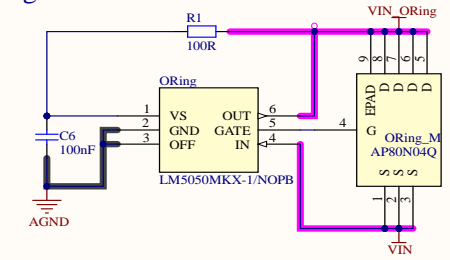 R1
VIN_ORing
100R
ORing
9
8
7
6
5
EPAD
D
D
D
D
1
VS
OUT
6
2
GND
GATE
5
4
G
3
OFF
IN
4
ORing_M
AP80N04Q
C6
100nF
LM5050MKX-1/NOPB
S
S
S
1
2
3
AGND
VIN